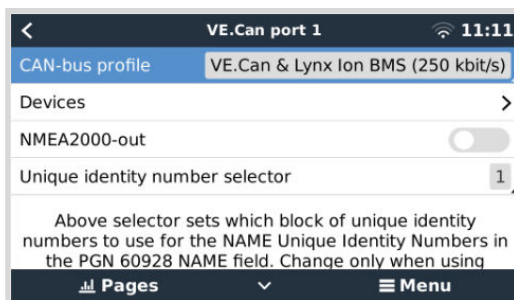 VE.Can port 1 11:11
CAN-bus profile VE.Can & Lynx Ion BMS (250 kbit/s)
Devices
NMEA2000-out
Unique identity number selector 1
Above selector sets which block of unique identity
numbers to use for the NAME Unique Identity Numbers in
the PGN 60928 NAME field. Change only when using
Pages Menu